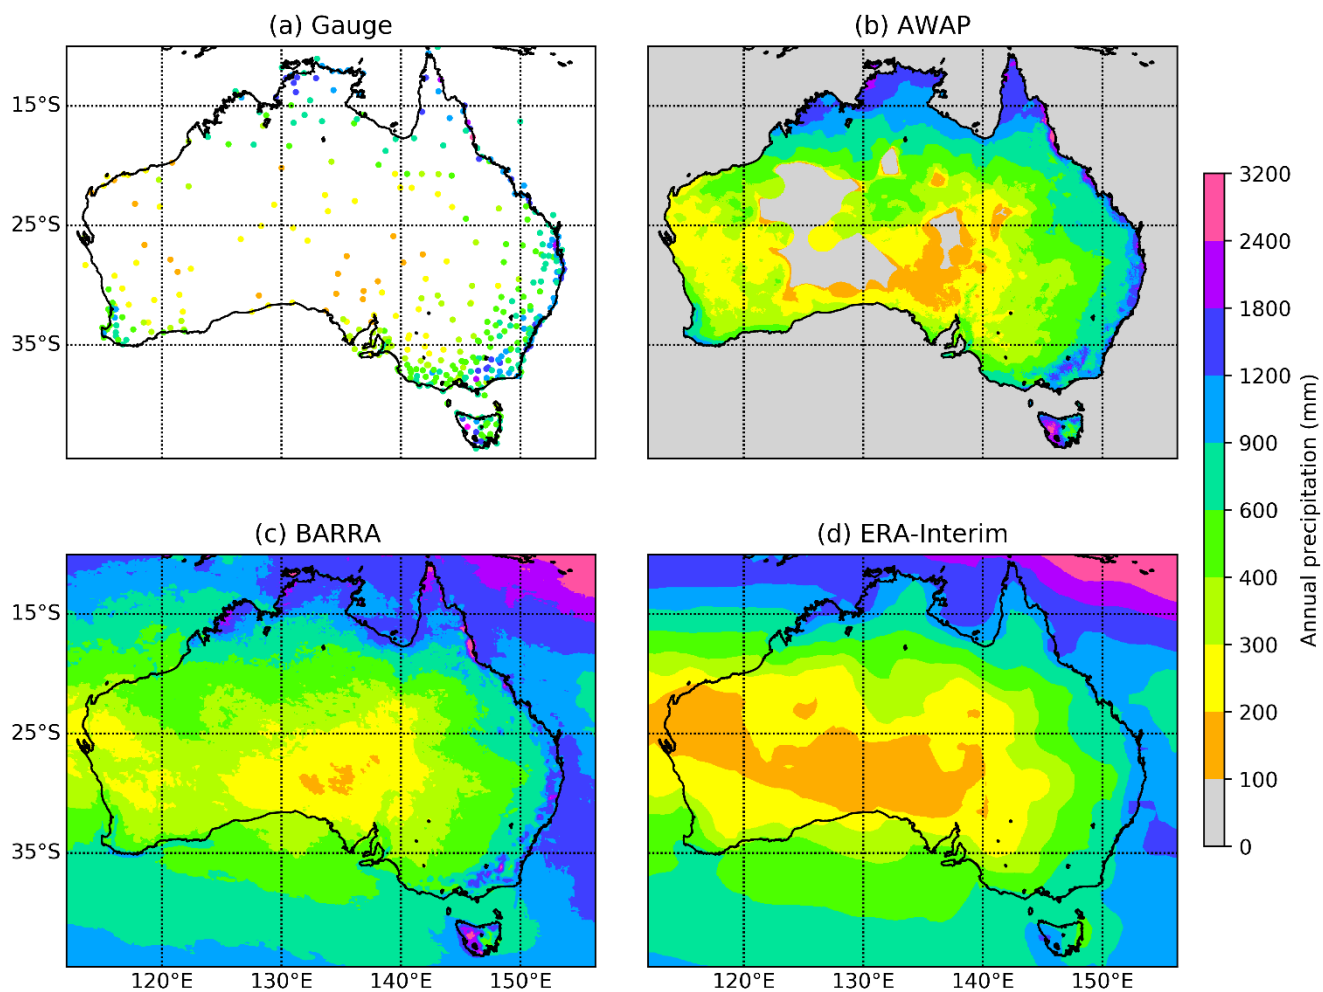 (a) Gauge
(b) AWAP
15°S
25°S
35°S
(c) BARRA
(d) ERA-Interim
15°S
25°S
35°S
120°E 130°E 140°E 150°E
120°E 130°E 140°E 150°E
3200
2400
1800
1200
900
600
400
300
200
100
0
Annual precipitation (mm)